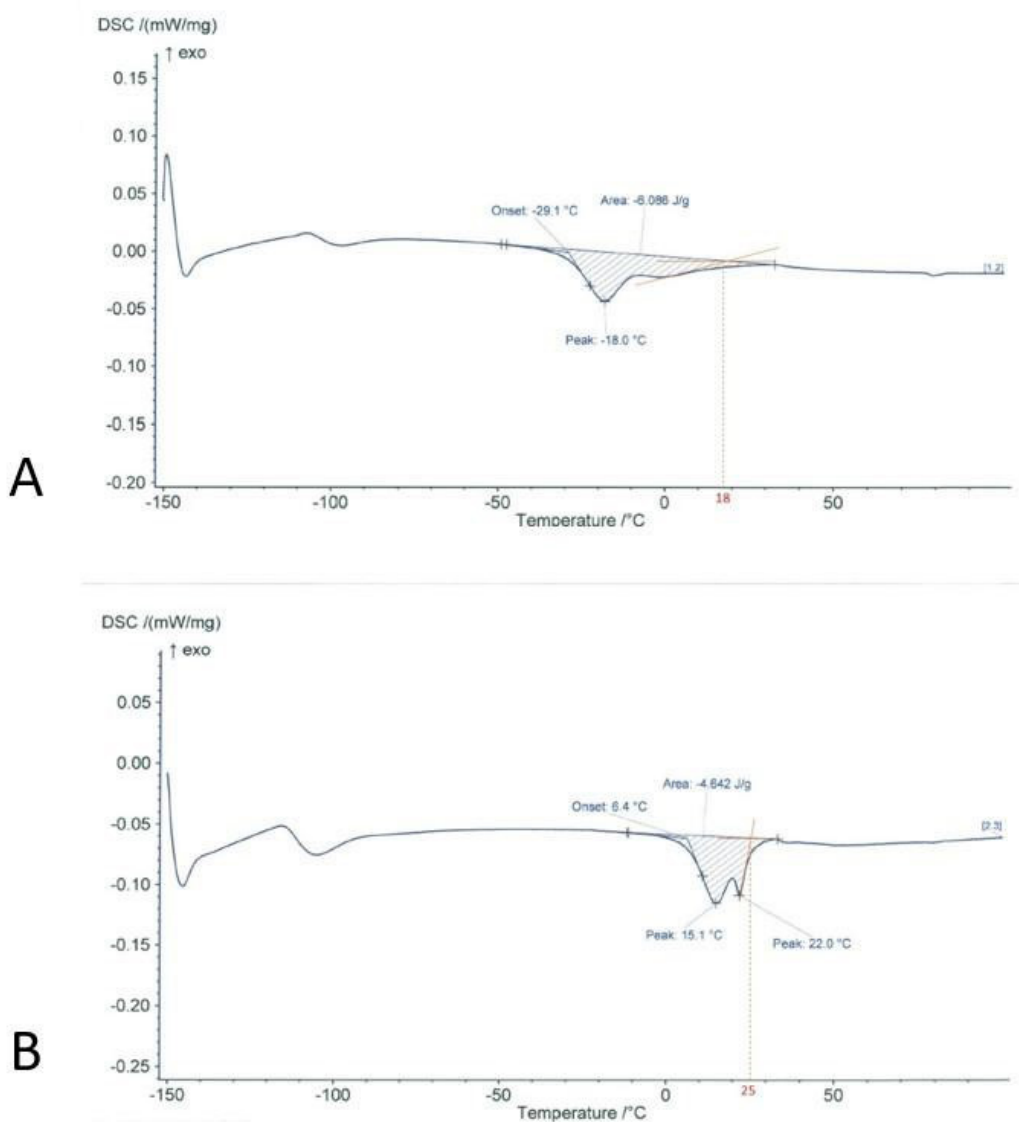 DSC /(mW/mg)
↑ exo
0.15
0.10
0.05
0.00
-0.05
-0.10
-0.15
-0.20
Onset: -29.1 °C
Area: -6.086 J/g
Peak: -18.0 °C
[1.2]
A
-150
-100
-50
0
18
50
Temperature /°C
DSC /(mW/mg)
↑ exo
0.05
0.00
-0.05
-0.10
-0.15
-0.20
-0.25
Area: -4.642 J/g
Onset: 6.4 °C
[2.3]
Peak: 15.1 °C
Peak: 22.0 °C
B
-150
-100
-50
0
25
50
Temperature /°C